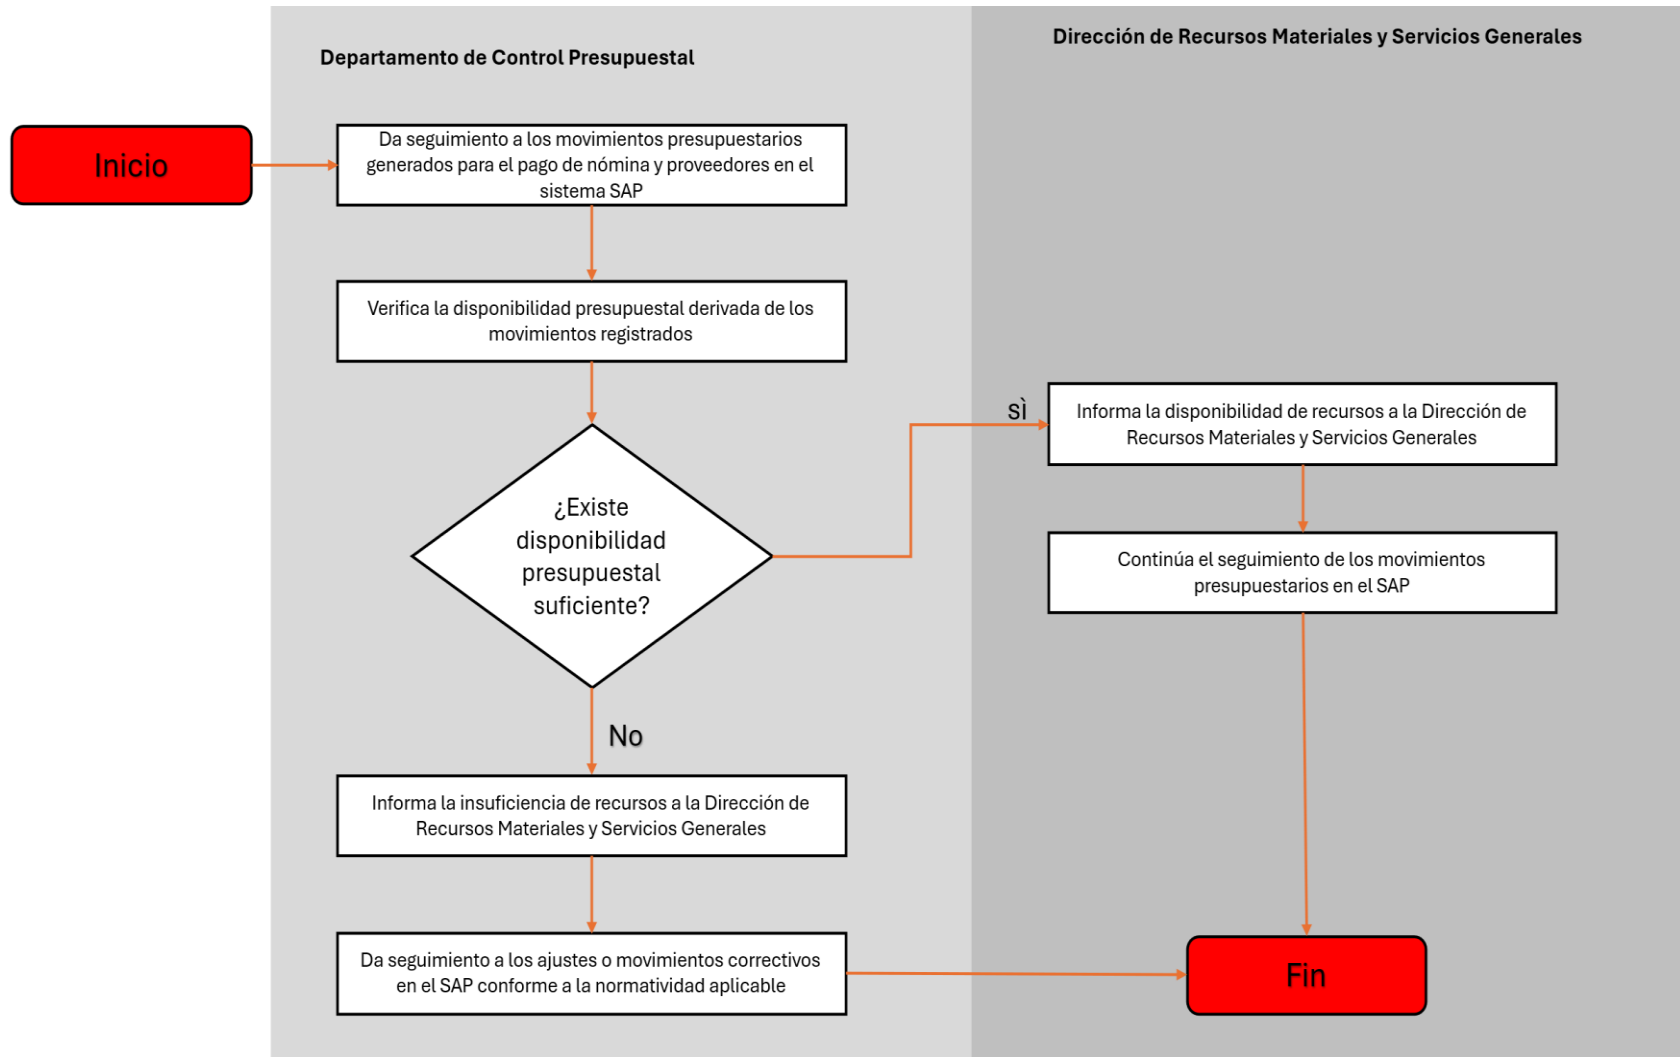 Departamento de Control Presupuestal
Dirección de Recursos Materiales y Servicios Generales
Inicio
Da seguimiento a los movimientos presupuestarios
generados para el pago de nómina y proveedores en el
sistema SAP
Verifica la disponibilidad presupuestal derivada de los
movimientos registrados
¿Existe
disponibilidad
presupuestal
suficiente?
sÌ
Informa la disponibilidad de recursos a la Dirección de
Recursos Materiales y Servicios Generales
Continúa el seguimiento de los movimientos
presupuestarios en el SAP
No
Informa la insuficiencia de recursos a la Dirección de
Recursos Materiales y Servicios Generales
Da seguimiento a los ajustes o movimientos correctivos
en el SAP conforme a la normatividad aplicable
Fin